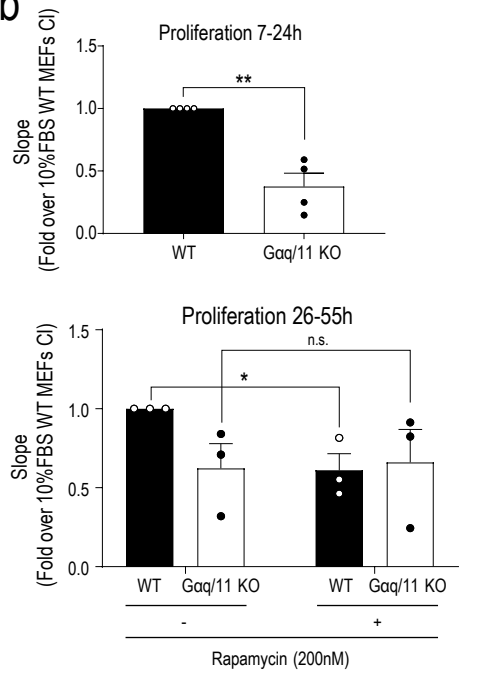 b
Proliferation 7-24h
Slope
(Fold over 10%FBS WT MEFs CI)
1.5
1.0
0.5
0.0
**
WT
Gαq/11 KO
Proliferation 26-55h
Slope
(Fold over 10%FBS WT MEFs CI)
1.5
1.0
0.5
0.0
n.s.
*
WT Gαq/11 KO WT Gαq/11 KO
- +
Rapamycin (200nM)